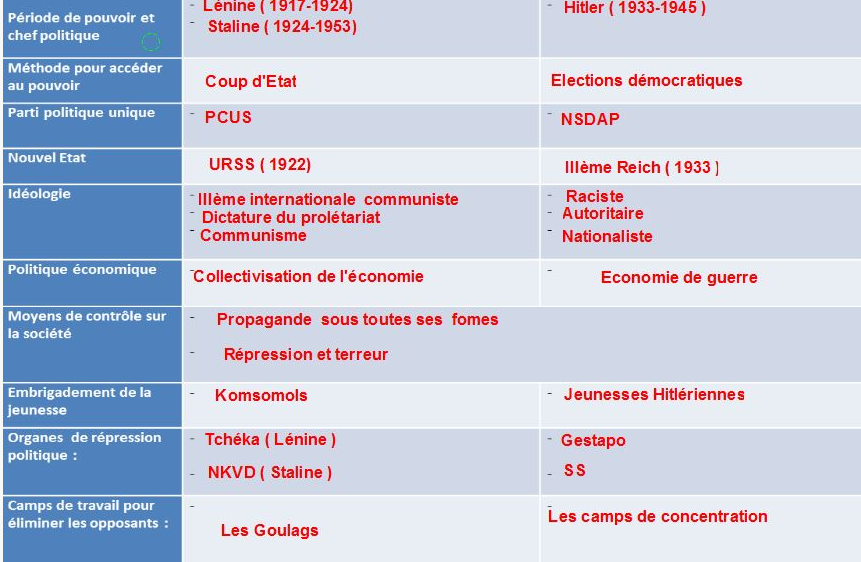 Période de pouvoir et
chef politique
- Lénine ( 1917-1924)
- Staline ( 1924-1953)
- Hitler ( 1933-1945 )
Méthode pour accéder
au pouvoir
Coup d'Etat
Elections démocratiques
Parti politique unique
- PCUS
- NSDAP
Nouvel Etat
URSS ( 1922)
IIIème Reich ( 1933 )
Idéologie
- IIIème internationale communiste
- Dictature du prolétariat
- Communisme
- Raciste
- Autoritaire
- Nationaliste
Politique économique
- Collectivisation de l'économie
- Economie de guerre
Moyens de contrôle sur
la société
- Propagande sous toutes ses fomes
- Répression et terreur
Embrigadement de la
jeunesse
- Komsomols
- Jeunesses Hitlériennes
Organes de répression
politique :
- Tchéka ( Lénine )
- NKVD ( Staline )
- Gestapo
- SS
Camps de travail pour
éliminer les opposants :
- Les Goulags
- Les camps de concentration